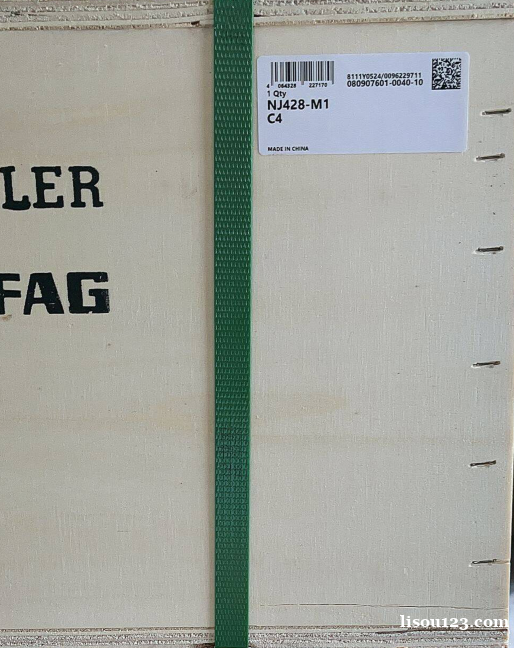 4 064328 227170
8111Y0524/0096229711
080907601-0040-10
1 Qty
NJ428-M1
C4
MADE IN CHINA
LER
FAG
lisou123.com